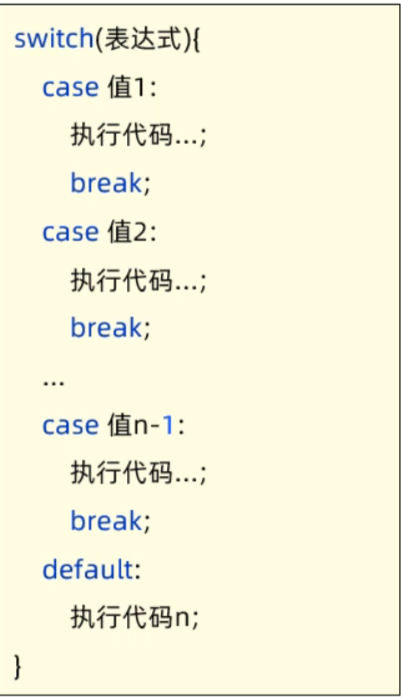 switch(表达式){
case 值1:
执行代码...;
break;
case 值2:
执行代码...;
break;
...
case 值n-1:
执行代码...;
break;
default:
执行代码n;
}